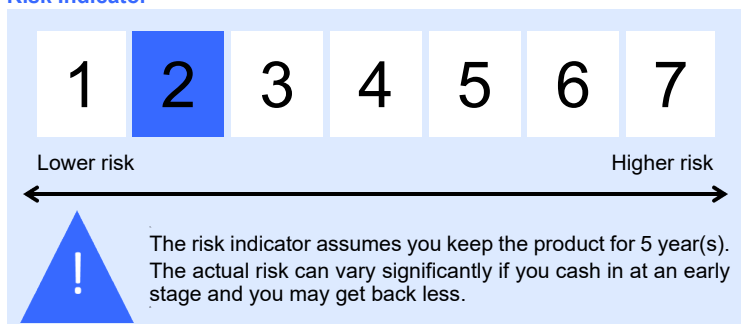 Risk Indicator
1 2 3 4 5 6 7
Lower risk Higher risk
!
The risk indicator assumes you keep the product for 5 year(s).
The actual risk can vary significantly if you cash in at an early
stage and you may get back less.